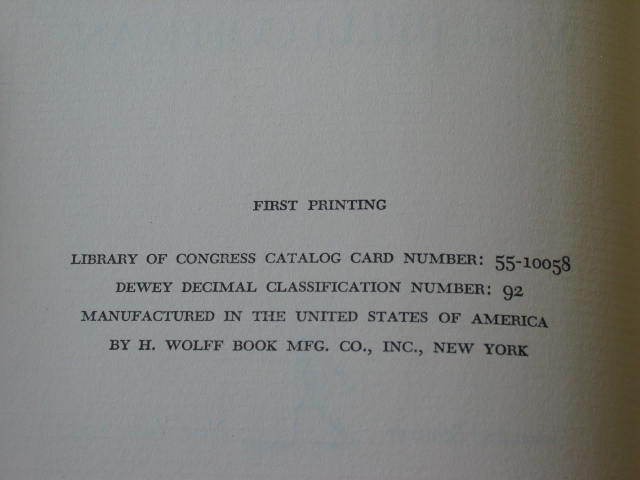 FIRST PRINTING
LIBRARY OF CONGRESS CATALOG CARD NUMBER: 55-10058
DEWEY DECIMAL CLASSIFICATION NUMBER: 92
MANUFACTURED IN THE UNITED STATES OF AMERICA
BY H. WOLFF BOOK MFG. CO., INC., NEW YORK